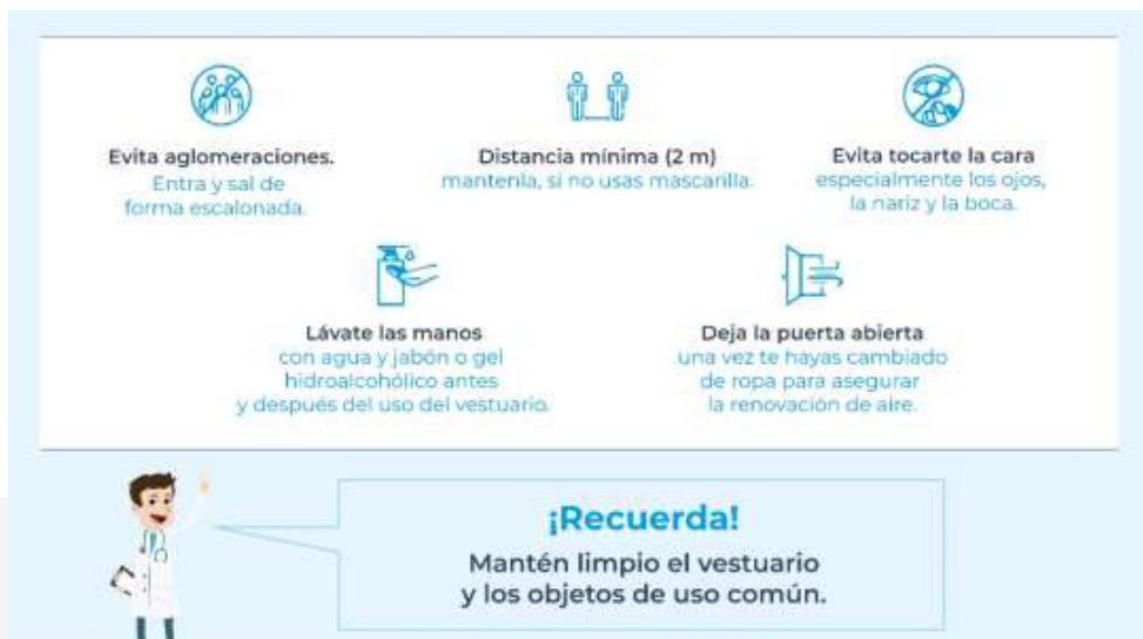 Evita aglomeraciones.
Entra y sal de
forma escalonada.
Distancia mínima (2 m)
mantenla, si no usas mascarilla.
Evita tocarte la cara
especialmente los ojos,
la nariz y la boca.
Lávate las manos
con agua y jabón o gel
hidroalcohólico antes
y después del uso del vestuario.
Deja la puerta abierta
una vez te hayas cambiado
de ropa para asegurar
la renovación de aire.
¡Recuerda!
Mantén limpio el vestuario
y los objetos de uso común.